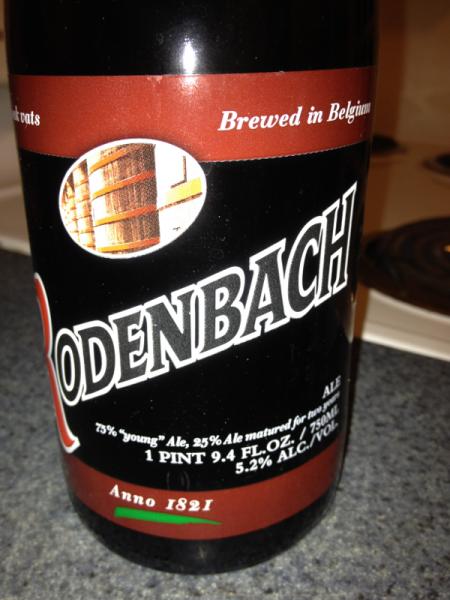 vats
Brewed in Belgium
RODENBACH
ALE
75% "young" Ale, 25% Ale matured for two years
1 PINT 9.4 FL.OZ. / 750ML
5.2% ALC./VOL.
Anno 1821